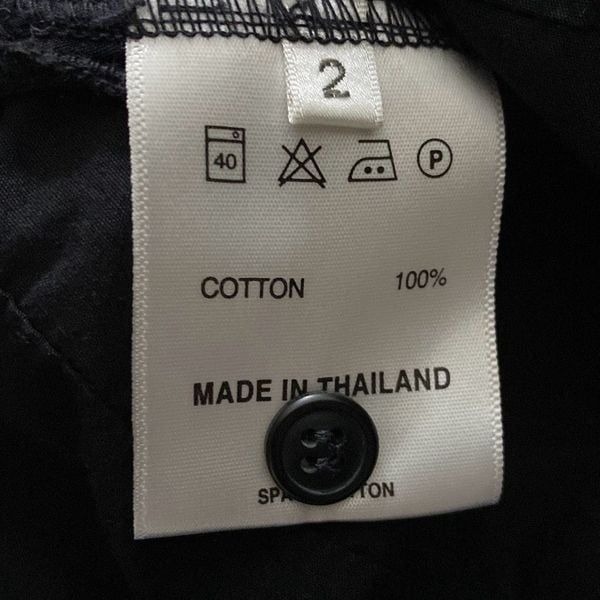 2
40 P
COTTON 100%
MADE IN THAILAND